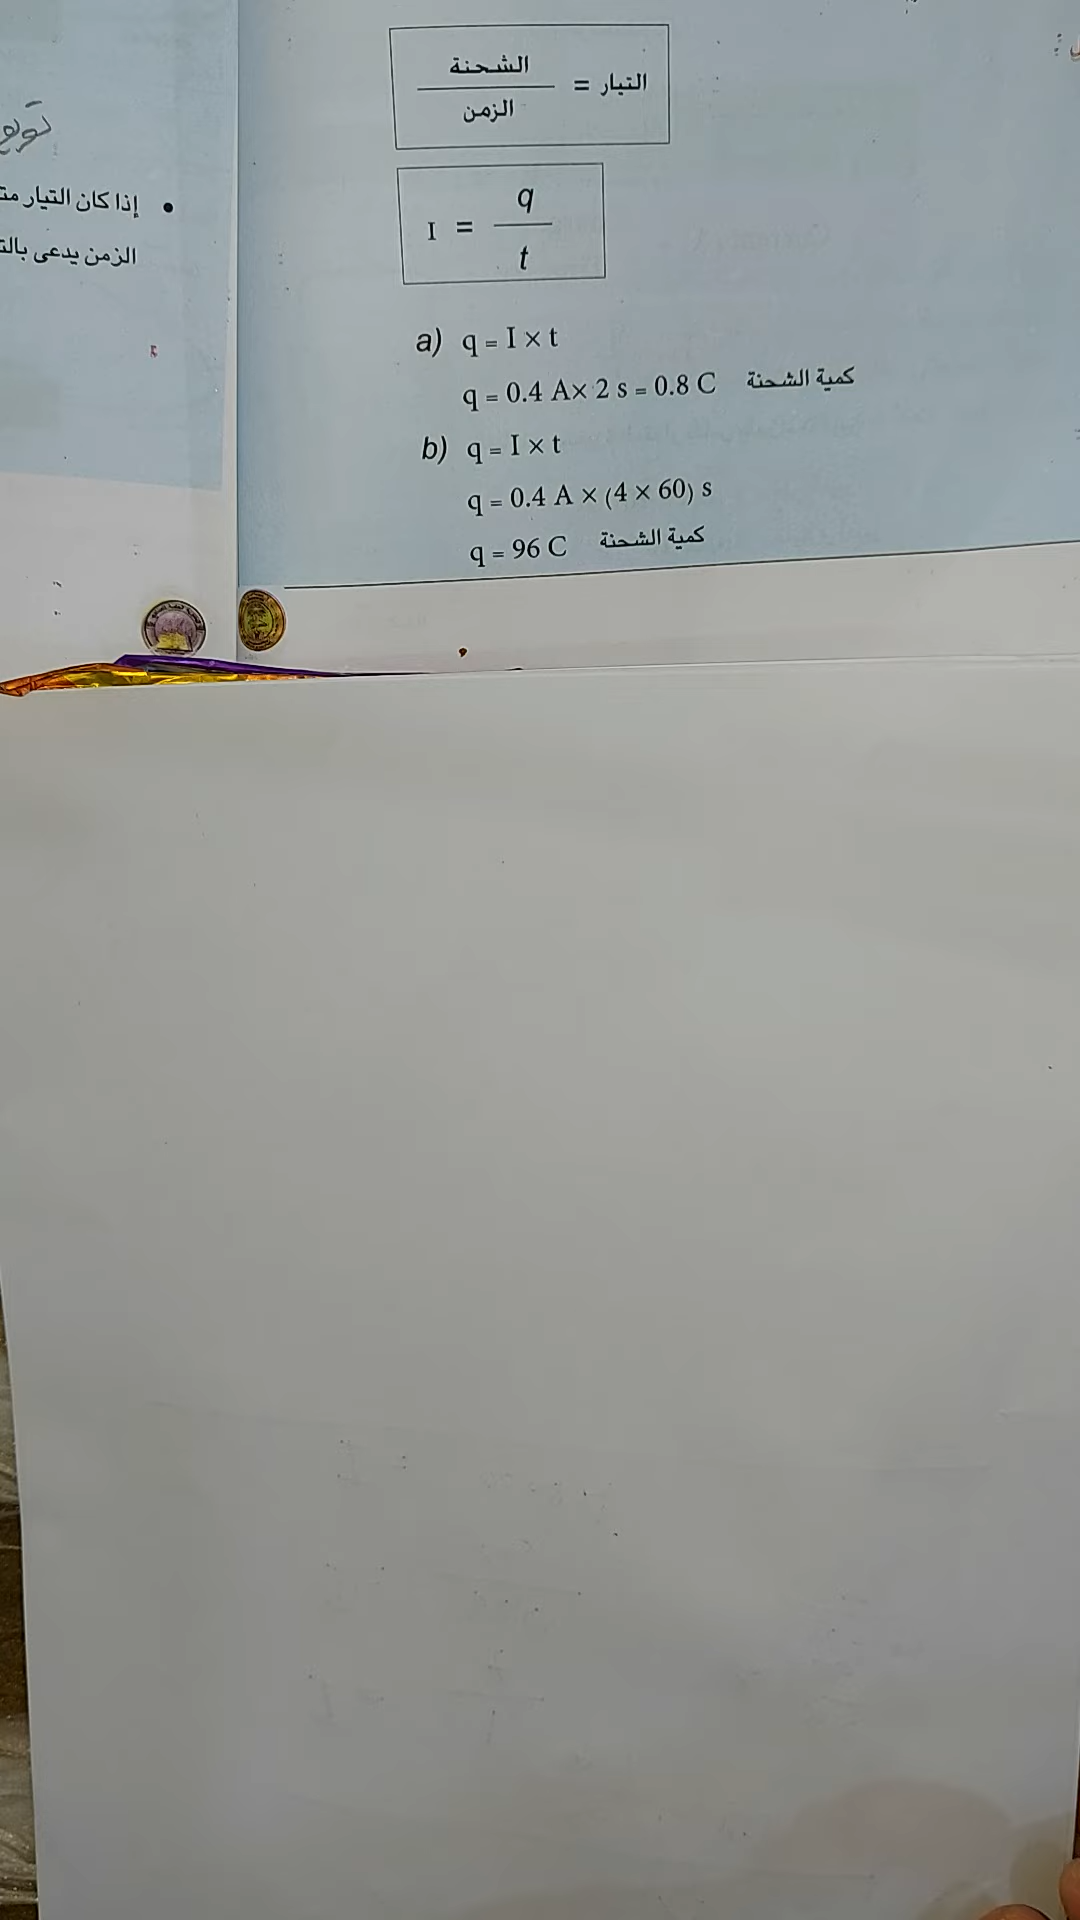 التيار = الشحنة / الزمن
I = q / t
a) q = I × t
q = 0.4 A× 2 s = 0.8 C كمية الشحنة
b) q = I × t
q = 0.4 A × (4 × 60) s
q = 96 C كمية الشحنة
• إذا كان التيار
الزمن يدعى